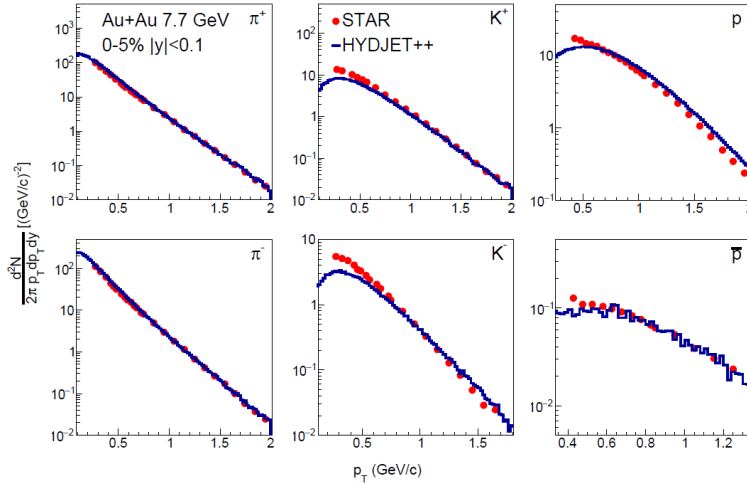 Au+Au 7.7 GeV
0-5% |y|<0.1
π⁺
K⁺
STAR
HYDJET++
p
10³
10²
10
1
10⁻¹
10⁻²
0.5 1 1.5 2
10²
10
1
10⁻¹
10⁻²
0.5 1 1.5 2
10
1
10⁻¹
0.5 1 1.5 2
d²N
2π p_T dp_T dy [(GeV/c)⁻²]
π⁻
K⁻
p̅
10²
10
1
10⁻¹
10⁻²
0.5 1 1.5 2
10
1
10⁻¹
10⁻²
0.5 1 1.5
10⁻¹
10⁻²
0.4 0.6 0.8 1 1.2
p_T (GeV/c)